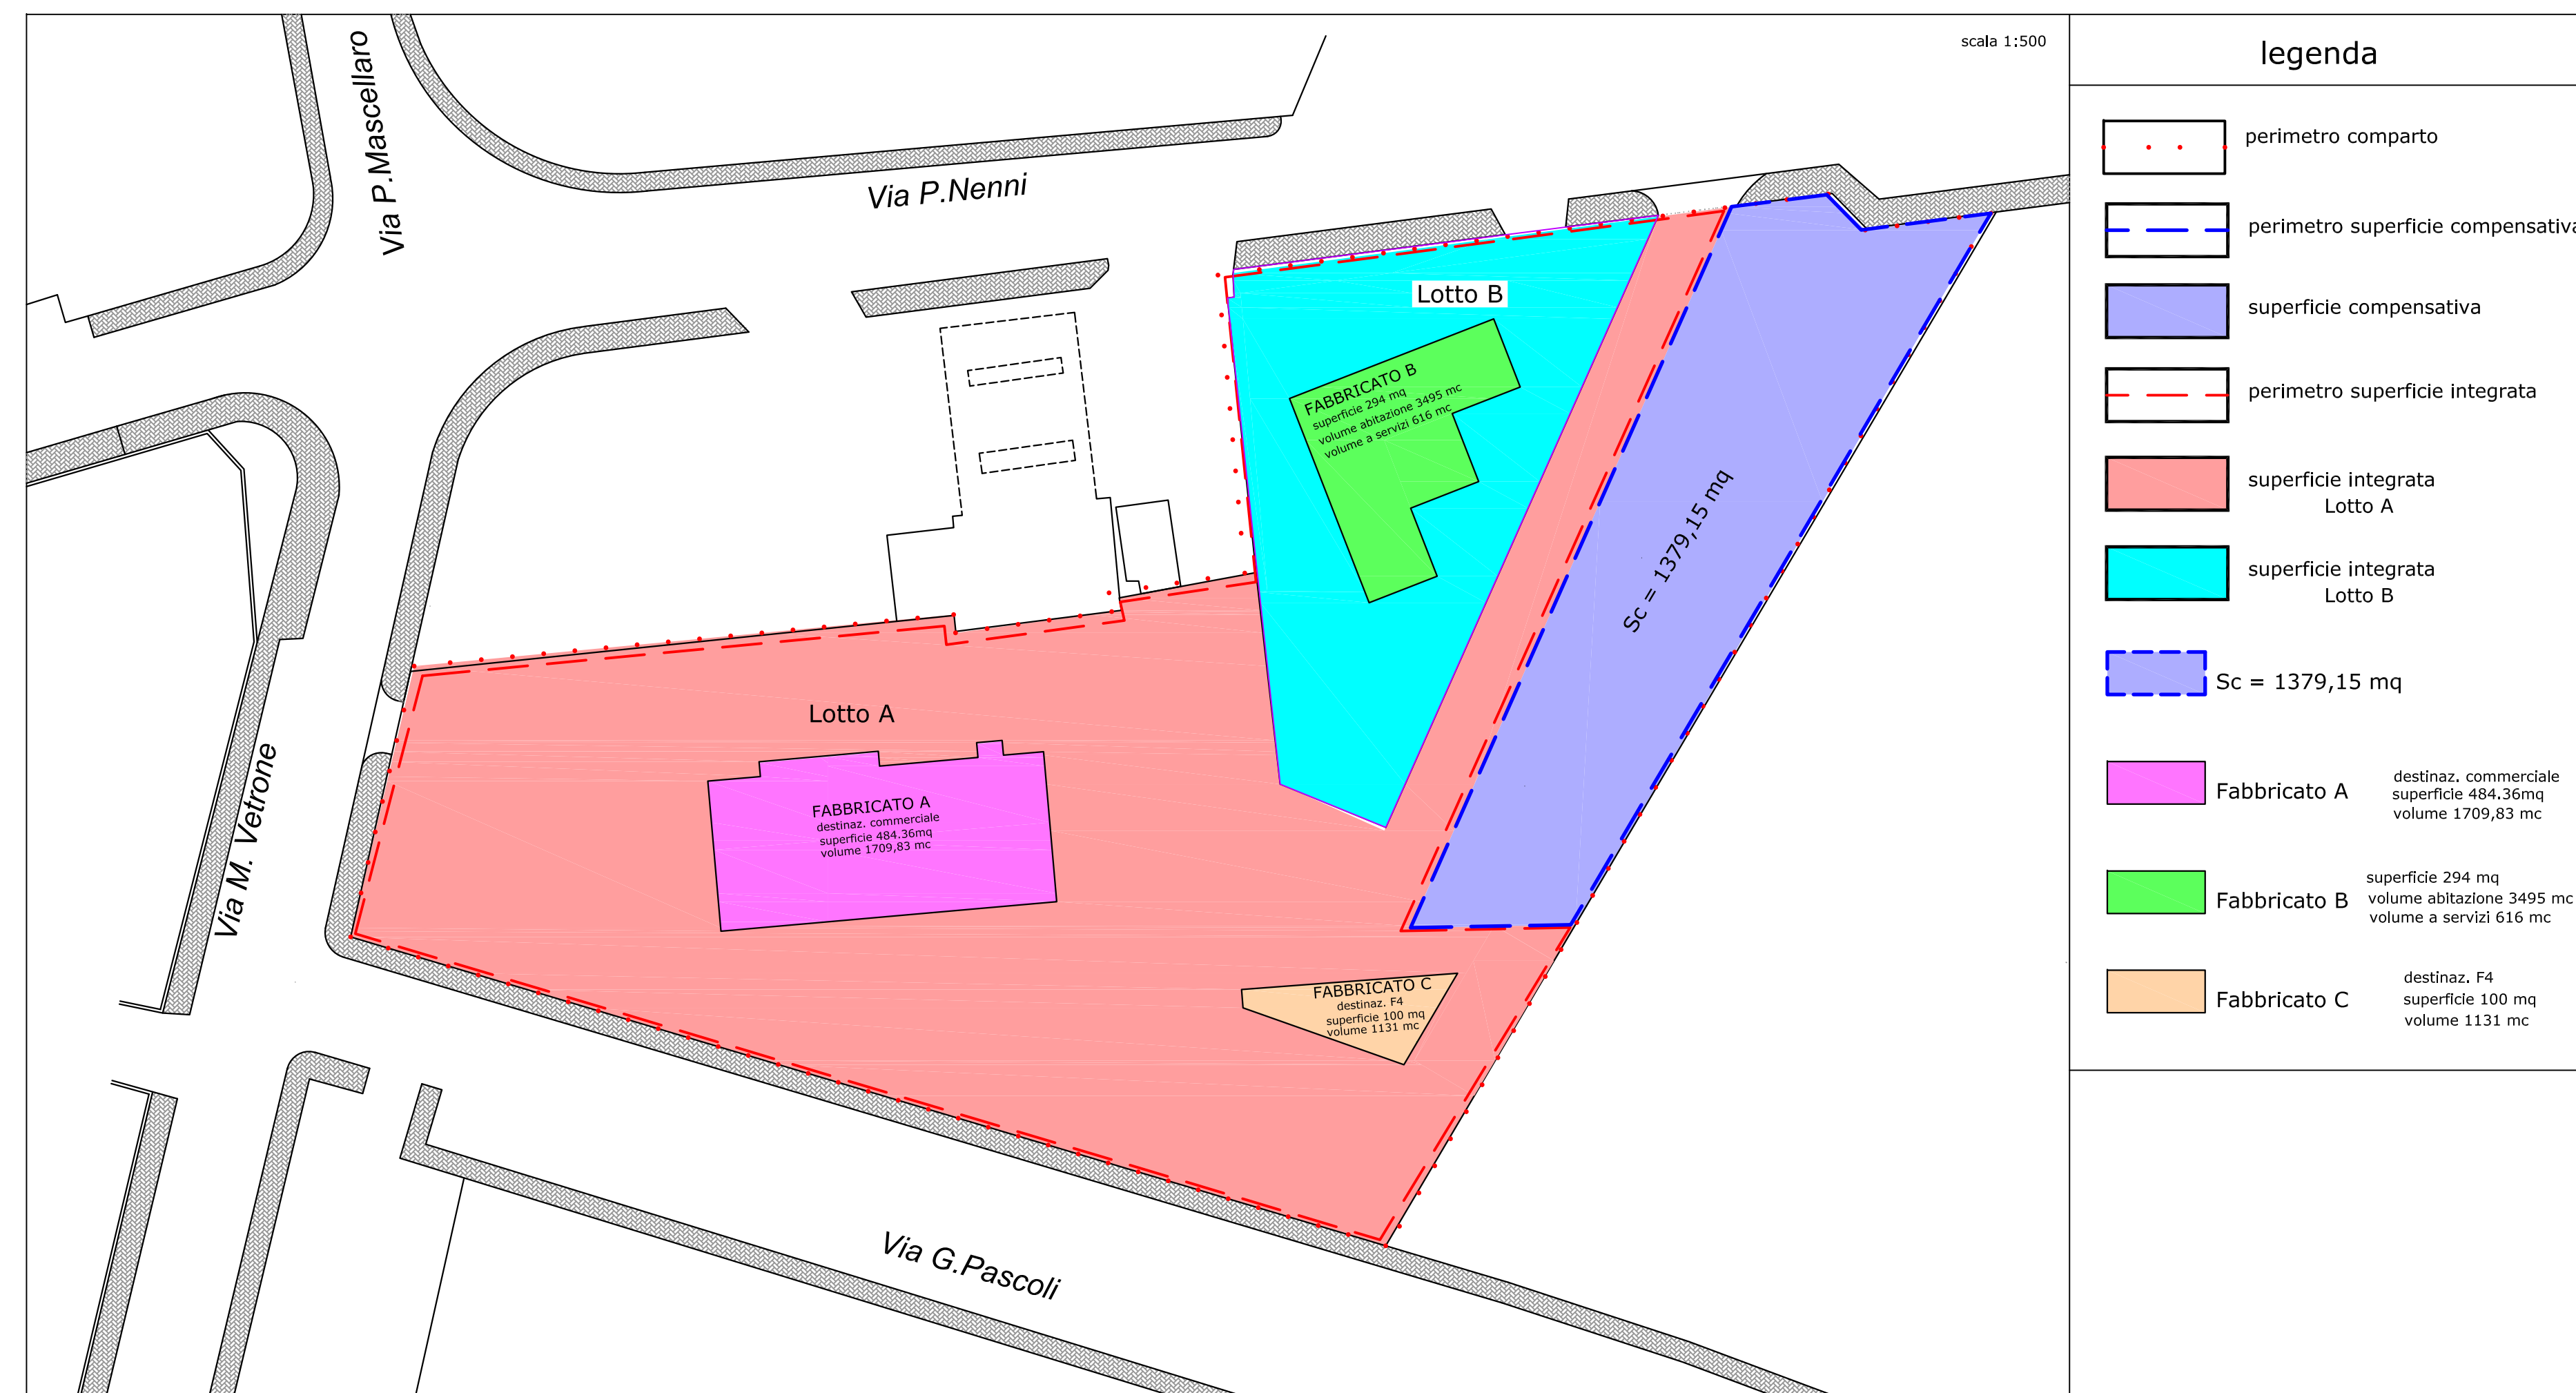 scala 1:500
Via P.Mascellaro
Via P.Nenni
Lotto B
FABBRICATO B
superficie 294 mq
volume abitazione 3495 mc
volume a servizi 616 mc
Sc = 1379,15 mq
Lotto A
FABBRICATO A
destinaz. commerciale
superficie 484.36mq
volume 1709,83 mc
Via M. Vetrone
FABBRICATO C
destinaz. F4
superficie 100 mq
volume 1131 mc
Via G.Pascoli
legenda
perimetro comparto
perimetro superficie compensativa
superficie compensativa
perimetro superficie integrata
superficie integrata
Lotto A
superficie integrata
Lotto B
Sc = 1379,15 mq
Fabbricato A
destinaz. commerciale
superficie 484.36mq
volume 1709,83 mc
Fabbricato B
superficie 294 mq
volume abitazione 3495 mc
volume a servizi 616 mc
Fabbricato C
destinaz. F4
superficie 100 mq
volume 1131 mc